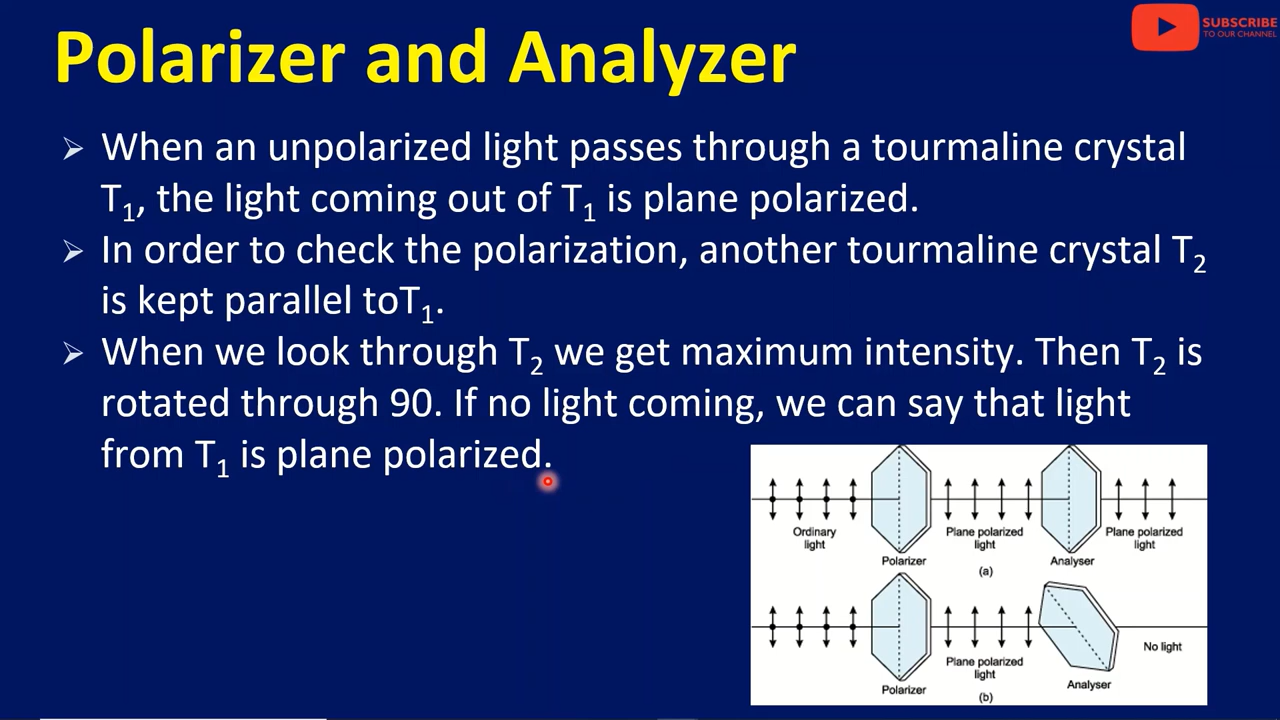 SUBSCRIBE
TO OUR CHANNEL
Polarizer and Analyzer
➢ When an unpolarized light passes through a tourmaline crystal
T₁, the light coming out of T₁ is plane polarized.
➢ In order to check the polarization, another tourmaline crystal T₂
is kept parallel toT₁.
➢ When we look through T₂ we get maximum intensity. Then T₂ is
rotated through 90. If no light coming, we can say that light
from T₁ is plane polarized.
Ordinary
light
Polarizer
Plane polarized
light
(a)
Analyser
Plane polarized
light
Polarizer
Plane polarized
light
(b)
Analyser
No light